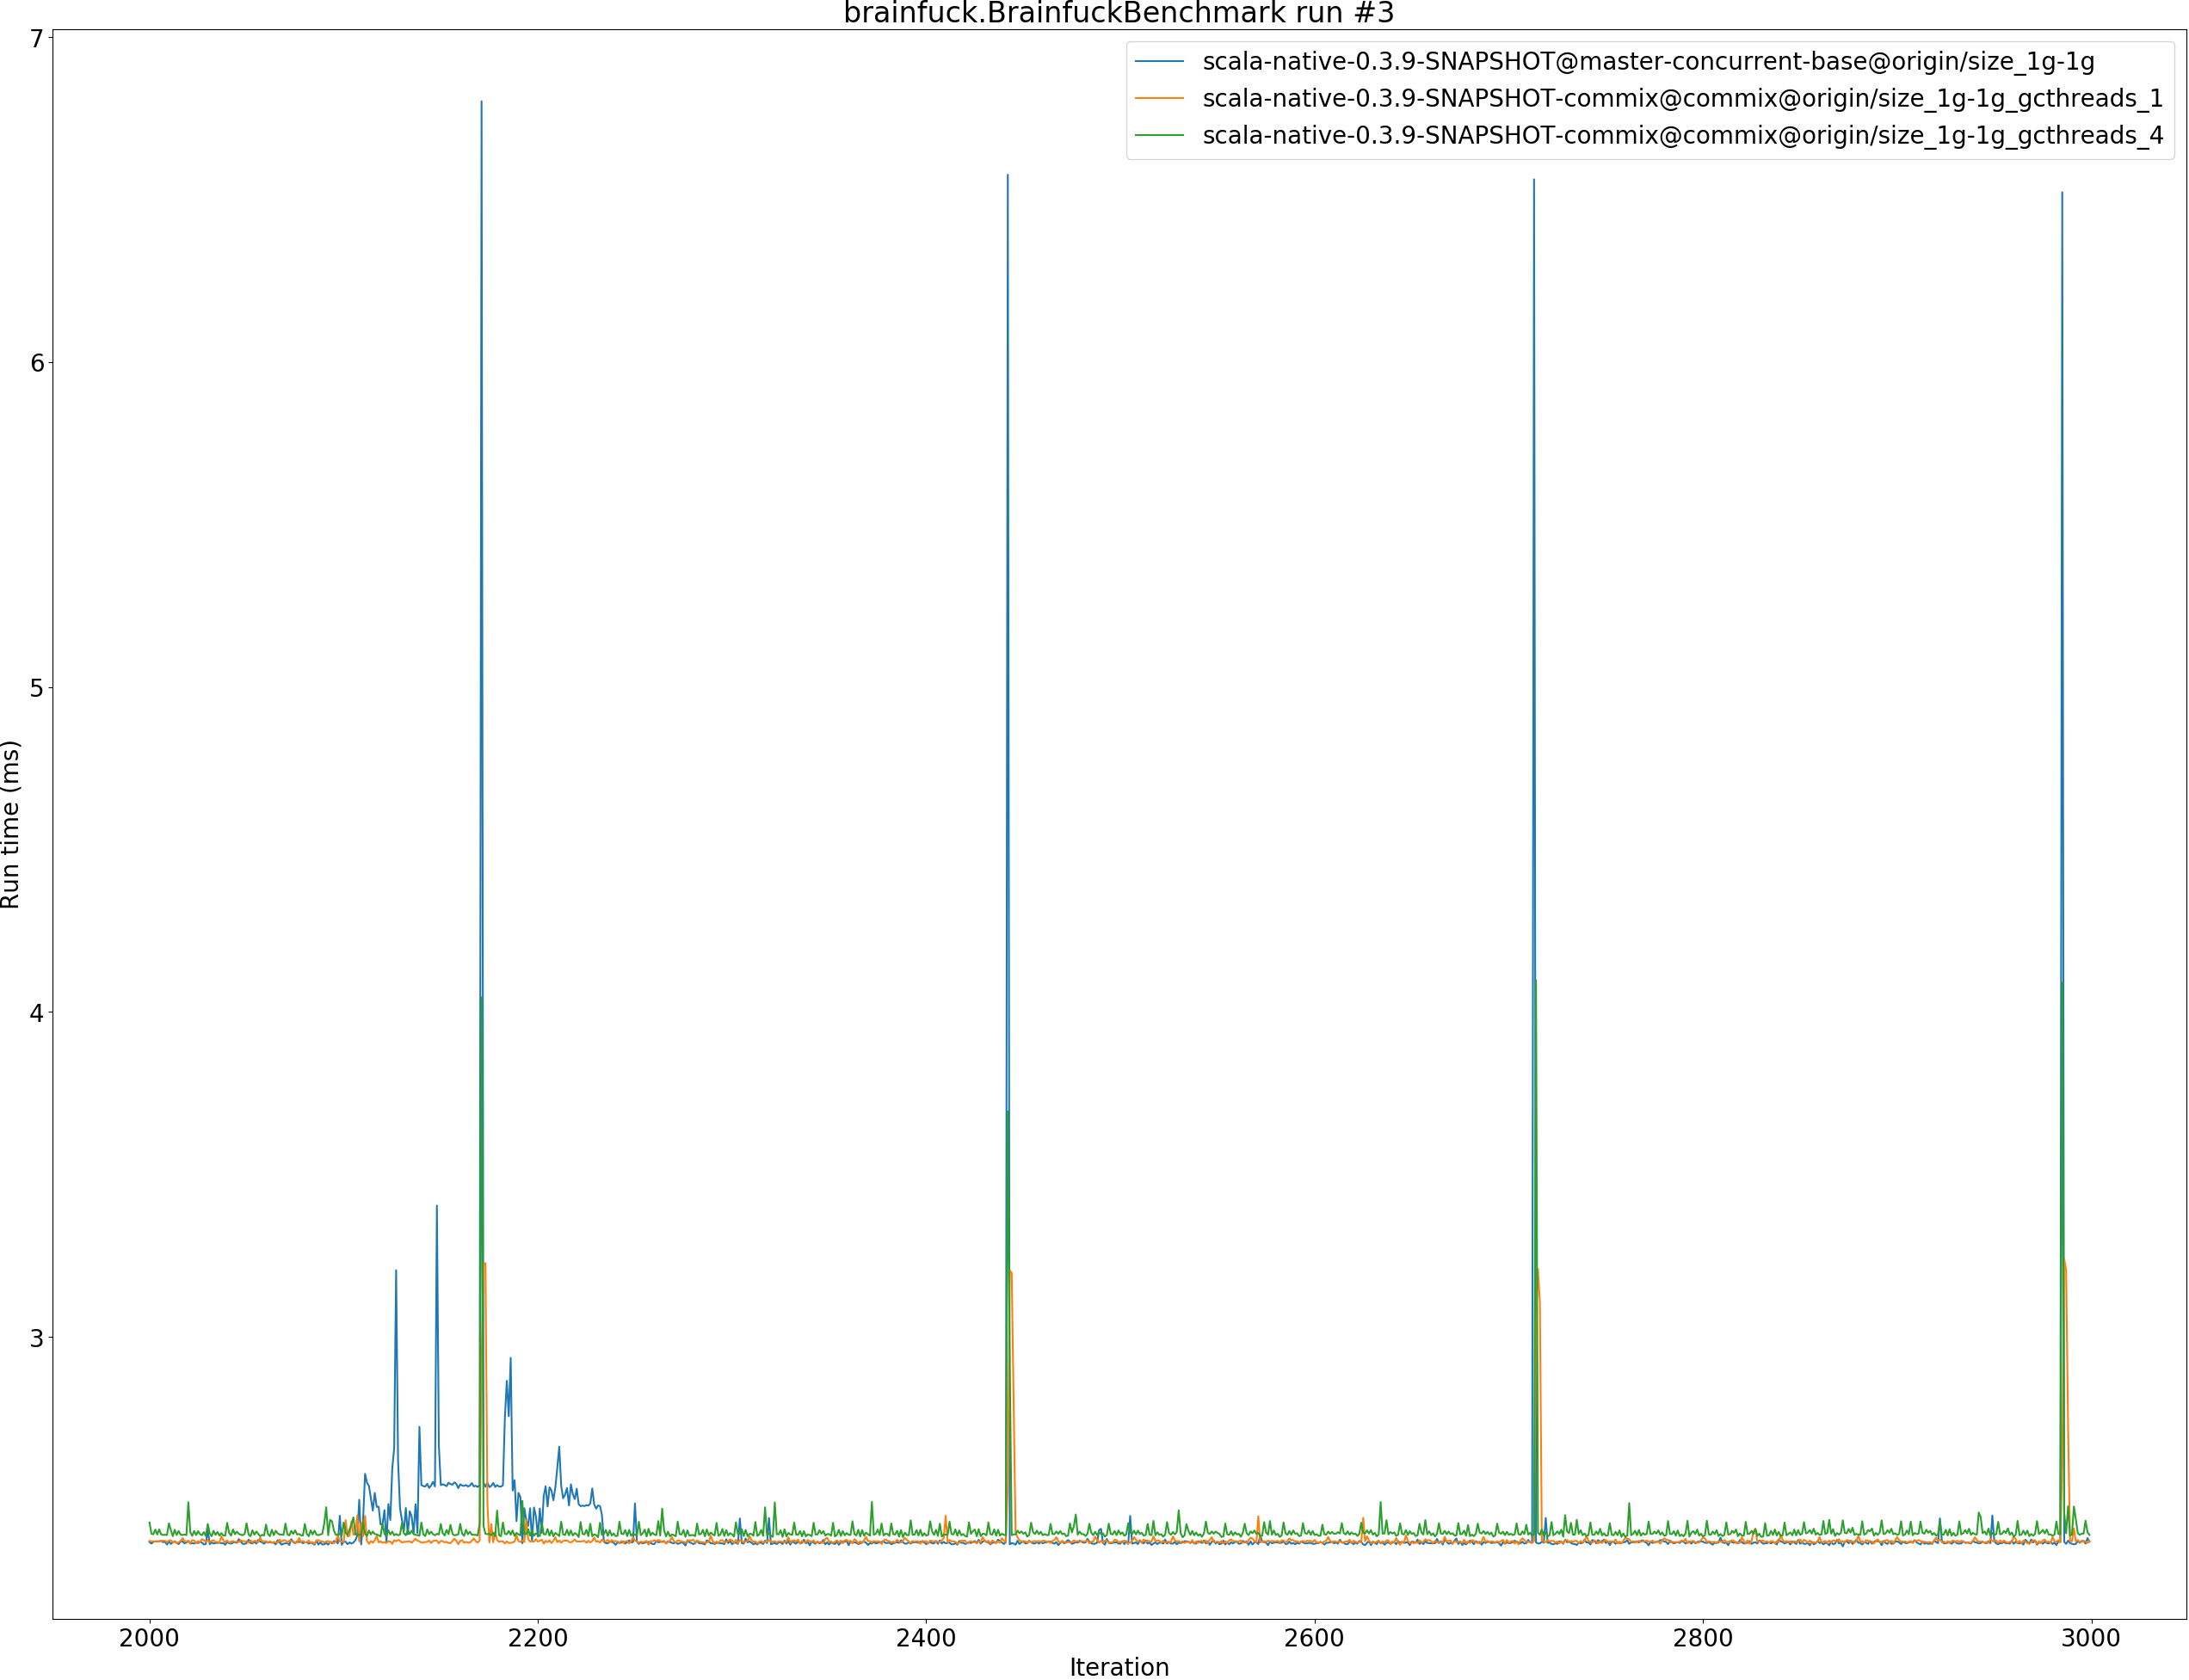 brainfuck.BrainfuckBenchmark run #3
scala-native-0.3.9-SNAPSHOT@master-concurrent-base@origin/size_1g-1g
scala-native-0.3.9-SNAPSHOT-commix@commix@origin/size_1g-1g_gcthreads_1
scala-native-0.3.9-SNAPSHOT-commix@commix@origin/size_1g-1g_gcthreads_4
7
6
5
4
3
Run time (ms)
2000 2200 2400 2600 2800 3000
Iteration